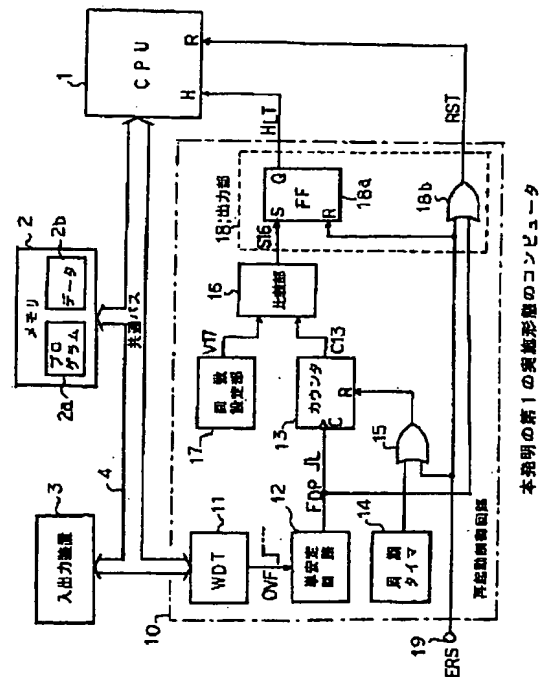 1
CPU
H
R
2
メモリ
2a
プロ
グラム
2b
データ
共通バス
4
3
入出力装置
HLT
RST
18;出力部
S16
S
Q
FF
R
18a
18b
16
比較部
V17
C13
17
回数
設定部
13
カウンタ
C
R
15
11
WDT
OVF
12
単安定
回路
FDP
14
周期
タイマ
10
再起動制御回路
19
ERS
本発明の第1の実施形態のコンピュータ